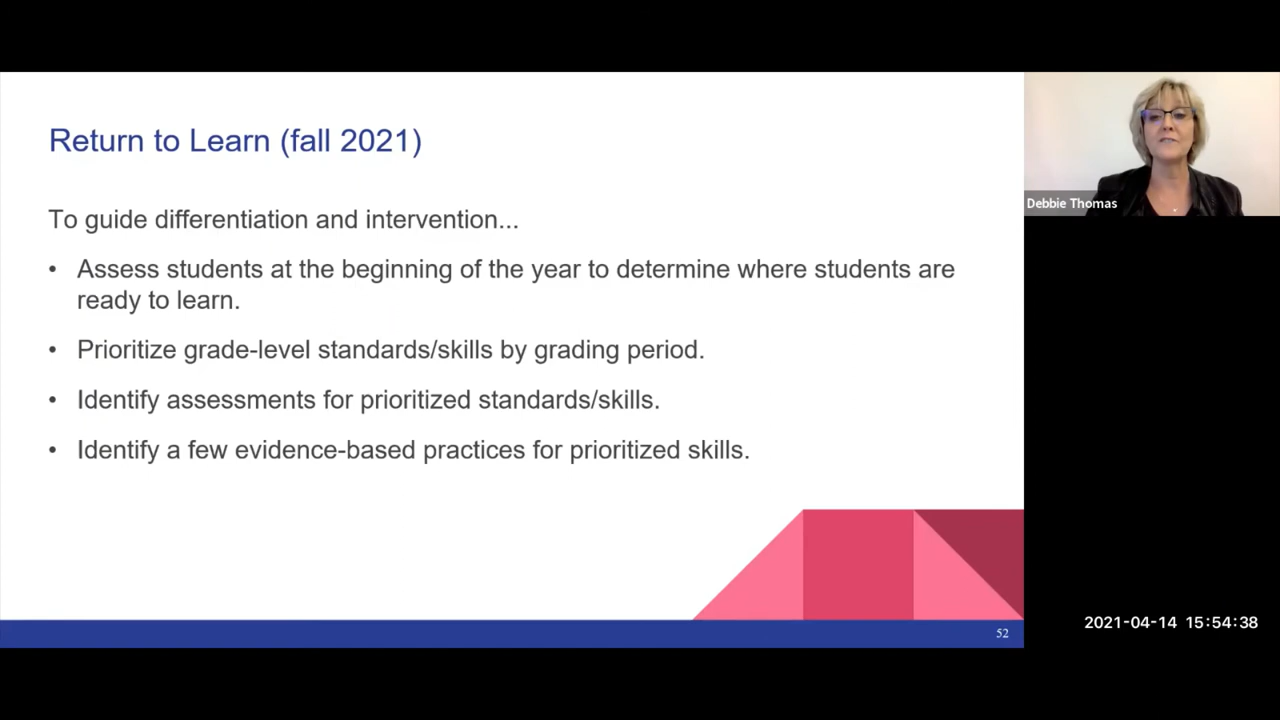 Return to Learn (fall 2021)
Debbie Thomas
To guide differentiation and intervention...
• Assess students at the beginning of the year to determine where students are
ready to learn.
• Prioritize grade-level standards/skills by grading period.
• Identify assessments for prioritized standards/skills.
• Identify a few evidence-based practices for prioritized skills.
52
2021-04-14 15:54:38